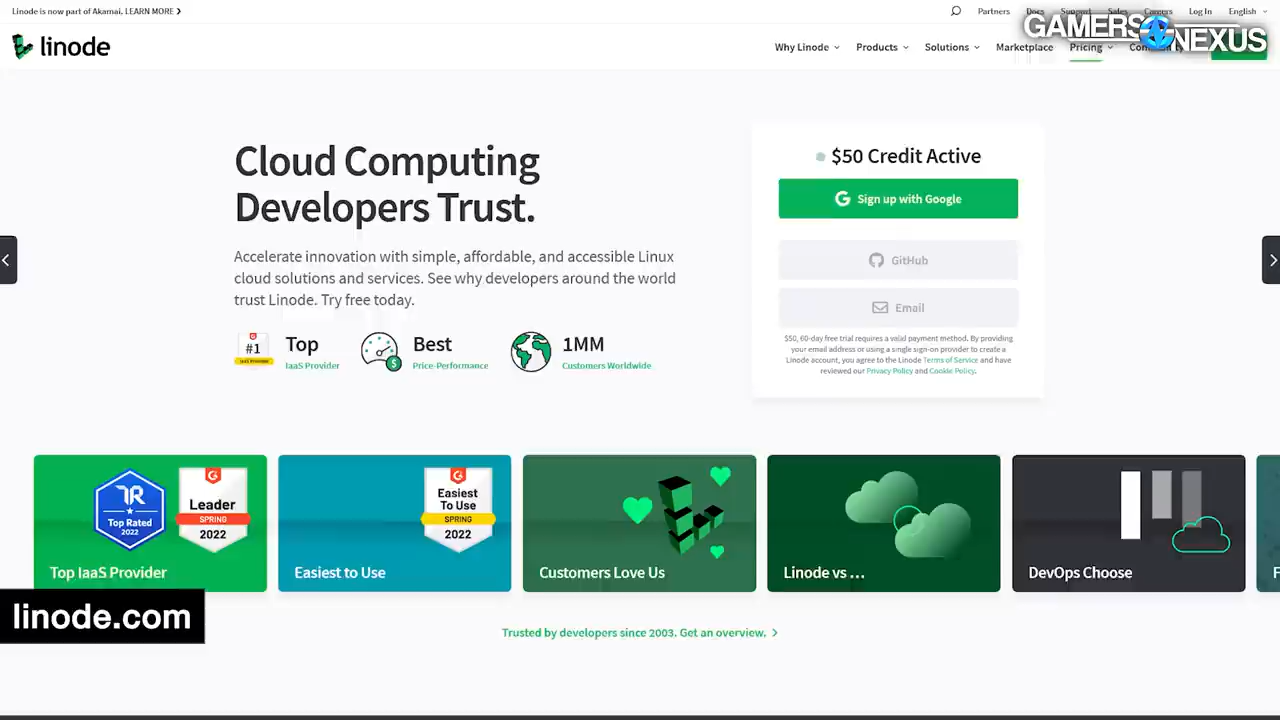 Linode is now part of Akamai. LEARN MORE
Partners Docs Support Sales Careers Log In English
GAMERS NEXUS
linode
Why Linode Products Solutions Marketplace Pricing
Cloud Computing
Developers Trust.
Accelerate innovation with simple, affordable, and accessible Linux
cloud solutions and services. See why developers around the world
trust Linode. Try free today.
#1
IAAS PROVIDER
Top
IaaS Provider
$
Best
Price-Performance
1MM
Customers Worldwide
$50 Credit Active
Sign up with Google
GitHub
Email
$50, 60-day free trial requires a valid payment method. By providing
your email address or using a single sign-on provider to create a
Linode account, you agree to the Linode Terms of Service and have
reviewed our Privacy Policy and Cookie Policy.
TR
Top Rated
2022
Leader
SPRING
2022
Top IaaS Provider
Easiest
To Use
SPRING
2022
Easiest to Use
Customers Love Us
Linode vs ...
DevOps Choose
F
linode.com
Trusted by developers since 2003. Get an overview.